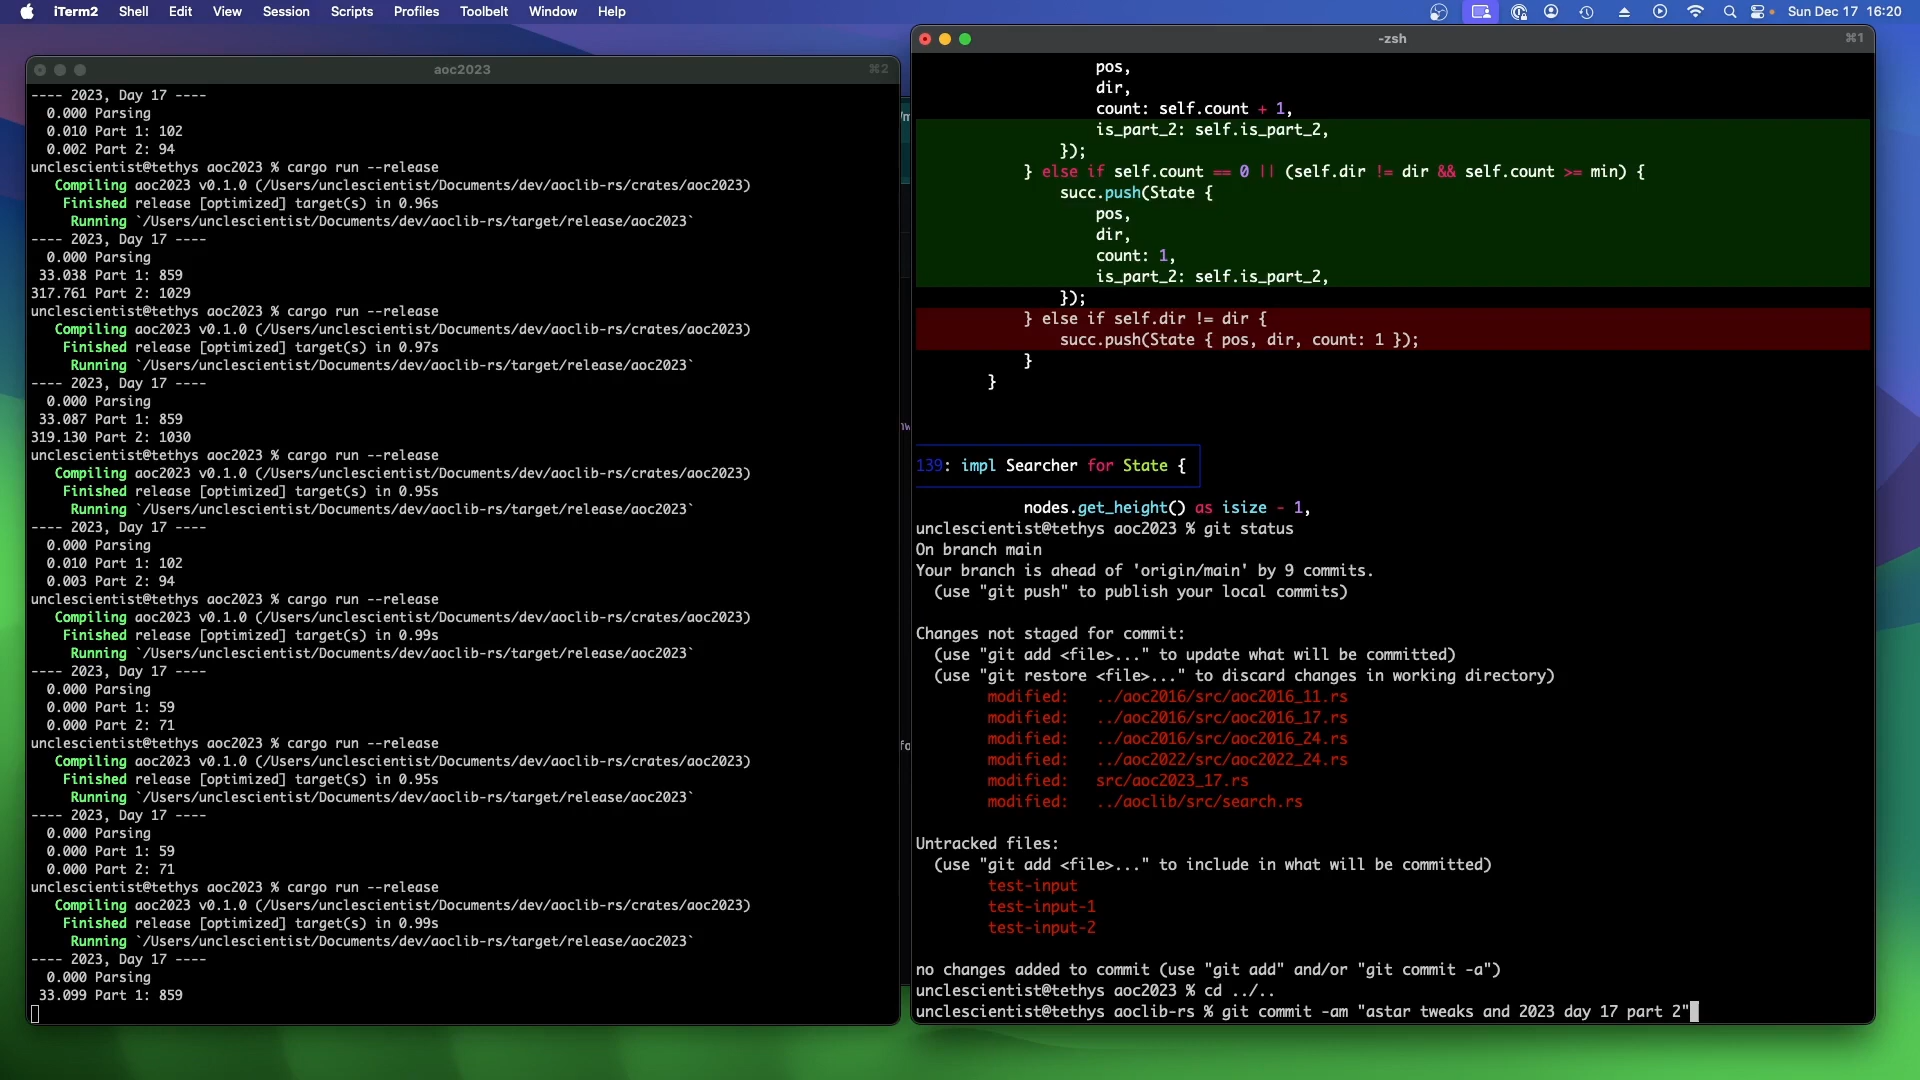 iTerm2 Shell Edit View Session Scripts Profiles Toolbelt Window Help Sun Dec 17 16:20
aoc2023 ⌘2
---- 2023, Day 17 ----
  0.000 Parsing
  0.010 Part 1: 102
  0.002 Part 2: 94
unclescientist@tethys aoc2023 % cargo run --release
   Compiling aoc2023 v0.1.0 (/Users/unclescientist/Documents/dev/aoclib-rs/crates/aoc2023)
    Finished release [optimized] target(s) in 0.96s
     Running `/Users/unclescientist/Documents/dev/aoclib-rs/target/release/aoc2023`
---- 2023, Day 17 ----
  0.000 Parsing
 33.038 Part 1: 859
317.761 Part 2: 1029
unclescientist@tethys aoc2023 % cargo run --release
   Compiling aoc2023 v0.1.0 (/Users/unclescientist/Documents/dev/aoclib-rs/crates/aoc2023)
    Finished release [optimized] target(s) in 0.97s
     Running `/Users/unclescientist/Documents/dev/aoclib-rs/target/release/aoc2023`
---- 2023, Day 17 ----
  0.000 Parsing
 33.087 Part 1: 859
319.130 Part 2: 1030
unclescientist@tethys aoc2023 % cargo run --release
   Compiling aoc2023 v0.1.0 (/Users/unclescientist/Documents/dev/aoclib-rs/crates/aoc2023)
    Finished release [optimized] target(s) in 0.95s
     Running `/Users/unclescientist/Documents/dev/aoclib-rs/target/release/aoc2023`
---- 2023, Day 17 ----
  0.000 Parsing
  0.010 Part 1: 102
  0.003 Part 2: 94
unclescientist@tethys aoc2023 % cargo run --release
   Compiling aoc2023 v0.1.0 (/Users/unclescientist/Documents/dev/aoclib-rs/crates/aoc2023)
    Finished release [optimized] target(s) in 0.99s
     Running `/Users/unclescientist/Documents/dev/aoclib-rs/target/release/aoc2023`
---- 2023, Day 17 ----
  0.000 Parsing
  0.000 Part 1: 59
  0.000 Part 2: 71
unclescientist@tethys aoc2023 % cargo run --release
   Compiling aoc2023 v0.1.0 (/Users/unclescientist/Documents/dev/aoclib-rs/crates/aoc2023)
    Finished release [optimized] target(s) in 0.95s
     Running `/Users/unclescientist/Documents/dev/aoclib-rs/target/release/aoc2023`
---- 2023, Day 17 ----
  0.000 Parsing
  0.000 Part 1: 59
  0.000 Part 2: 71
unclescientist@tethys aoc2023 % cargo run --release
   Compiling aoc2023 v0.1.0 (/Users/unclescientist/Documents/dev/aoclib-rs/crates/aoc2023)
    Finished release [optimized] target(s) in 0.99s
     Running `/Users/unclescientist/Documents/dev/aoclib-rs/target/release/aoc2023`
---- 2023, Day 17 ----
  0.000 Parsing
 33.099 Part 1: 859
-zsh ⌘1
                    pos,
                    dir,
                    count: self.count + 1,
                    is_part_2: self.is_part_2,
                });
            } else if self.count == 0 || (self.dir != dir && self.count >= min) {
                succ.push(State {
                    pos,
                    dir,
                    count: 1,
                    is_part_2: self.is_part_2,
                });
            } else if self.dir != dir {
                succ.push(State { pos, dir, count: 1 });
            }
        }
139: impl Searcher for State {
            nodes.get_height() as isize - 1,
unclescientist@tethys aoc2023 % git status
On branch main
Your branch is ahead of 'origin/main' by 9 commits.
  (use "git push" to publish your local commits)
Changes not staged for commit:
  (use "git add <file>..." to update what will be committed)
  (use "git restore <file>..." to discard changes in working directory)
        modified:   ../aoc2016/src/aoc2016_11.rs
        modified:   ../aoc2016/src/aoc2016_17.rs
        modified:   ../aoc2016/src/aoc2016_24.rs
        modified:   ../aoc2022/src/aoc2022_24.rs
        modified:   src/aoc2023_17.rs
        modified:   ../aoclib/src/search.rs
Untracked files:
  (use "git add <file>..." to include in what will be committed)
        test-input
        test-input-1
        test-input-2
no changes added to commit (use "git add" and/or "git commit -a")
unclescientist@tethys aoc2023 % cd ../..
unclescientist@tethys aoclib-rs % git commit -am "astar tweaks and 2023 day 17 part 2"